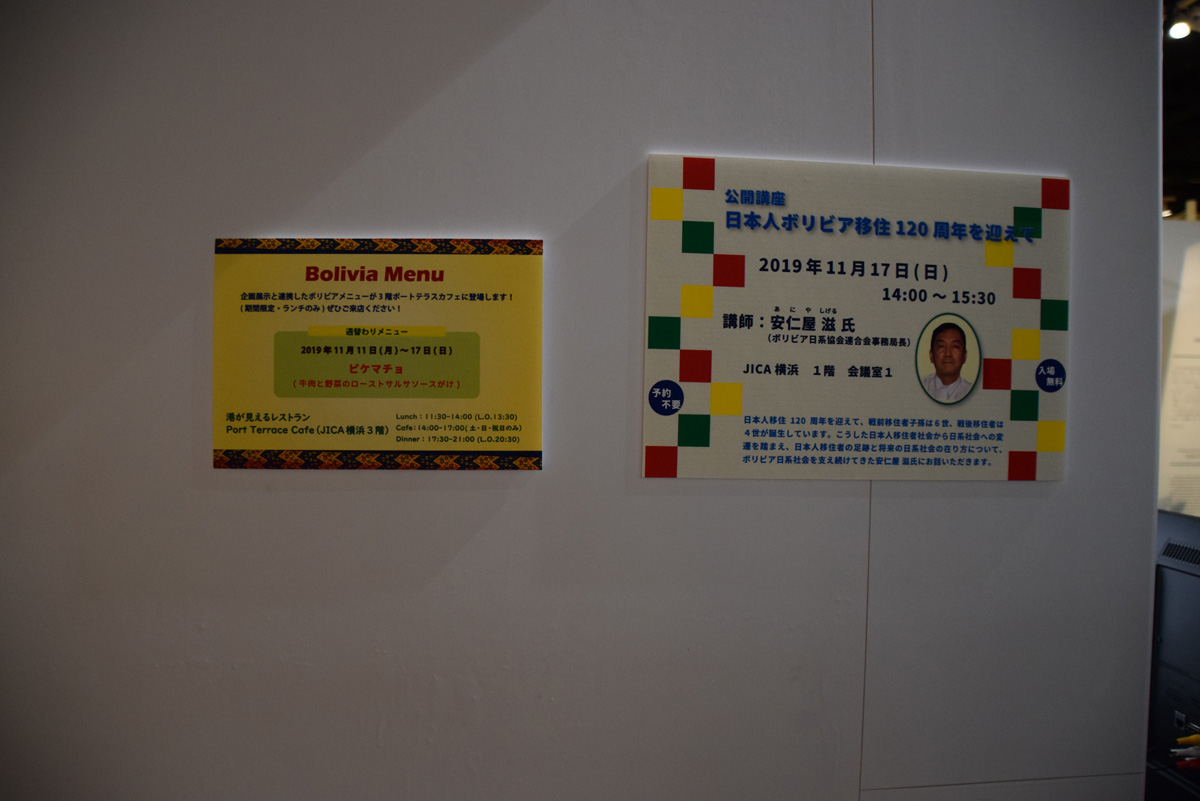 Bolivia Menu
企画展示と連携したボリビアメニューが3階ポートテラスカフェに登場します！
(期間限定・ランチのみ) ぜひご来店ください！
週替わりメニュー
2019年11月11日(月)～17日(日)
ピケマチョ
(牛肉と野菜のローストサルサソースがけ)
港が見えるレストラン
Port Terrace Cafe (JICA横浜3階)
Lunch : 11:30-14:00 (L.O.13:30)
Cafe : 14:00-17:00( 土・日・祝日のみ)
Dinner : 17:30-21:00 (L.O.20:30)
公開講座
日本人ボリビア移住120周年を迎えて
2019年11月17日(日)
14:00～15:30
あにや しげる
講師：安仁屋 滋 氏
(ボリビア日系協会連合会事務局長)
JICA横浜 1階 会議室1
予約
不要
入場
無料
日本人移住 120 周年を迎えて、戦前移住者子孫は6世、戦後移住者は
4世が誕生しています。こうした日本人移住者社会から日系社会への変
遷を踏まえ、日本人移住者の足跡と将来の日系社会の在り方について、
ボリビア日系社会を支え続けてきた安仁屋 滋氏にお話いただきます。